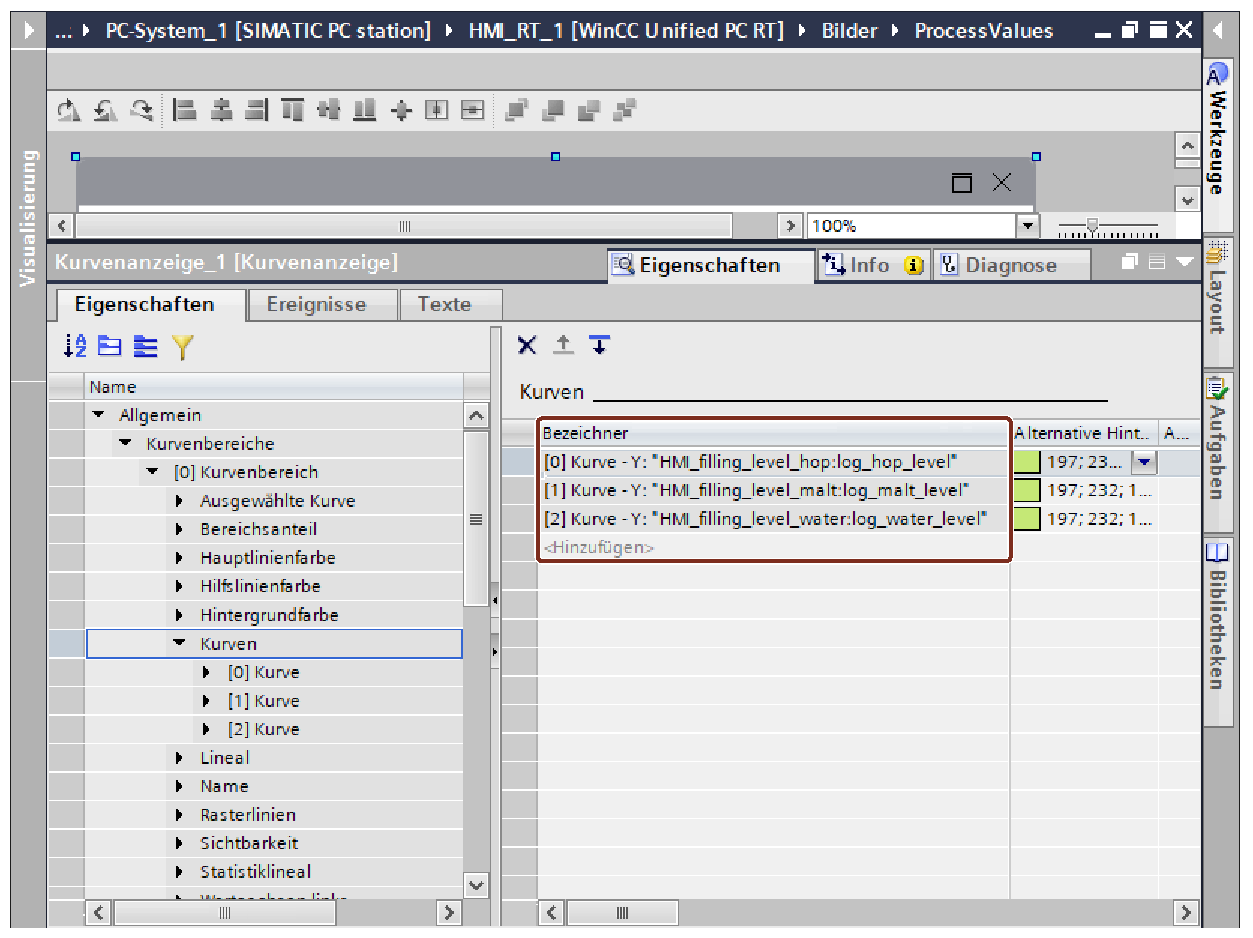 ... PC-System_1 [SIMATIC PC station] HMI_RT_1 [WinCC Unified PC RT] Bilder ProcessValues
Visualisierung
Werkzeuge
Layout
Aufgaben
Bibliotheken
100%
Kurvenanzeige_1 [Kurvenanzeige]
Eigenschaften Info Diagnose
Eigenschaften Ereignisse Texte
Name
Allgemein
Kurvenbereiche
[0] Kurvenbereich
Ausgewählte Kurve
Bereichsanteil
Hauptlinienfarbe
Hilfslinienfarbe
Hintergrundfarbe
Kurven
[0] Kurve
[1] Kurve
[2] Kurve
Lineal
Name
Rasterlinien
Sichtbarkeit
Statistiklineal
Kurven
Bezeichner Alternative Hint.. A...
[0] Kurve - Y: "HMI_filling_level_hop:log_hop_level" 197; 23...
[1] Kurve - Y: "HMI_filling_level_malt:log_malt_level" 197; 232; 1...
[2] Kurve - Y: "HMI_filling_level_water:log_water_level" 197; 232; 1...
<Hinzufügen>